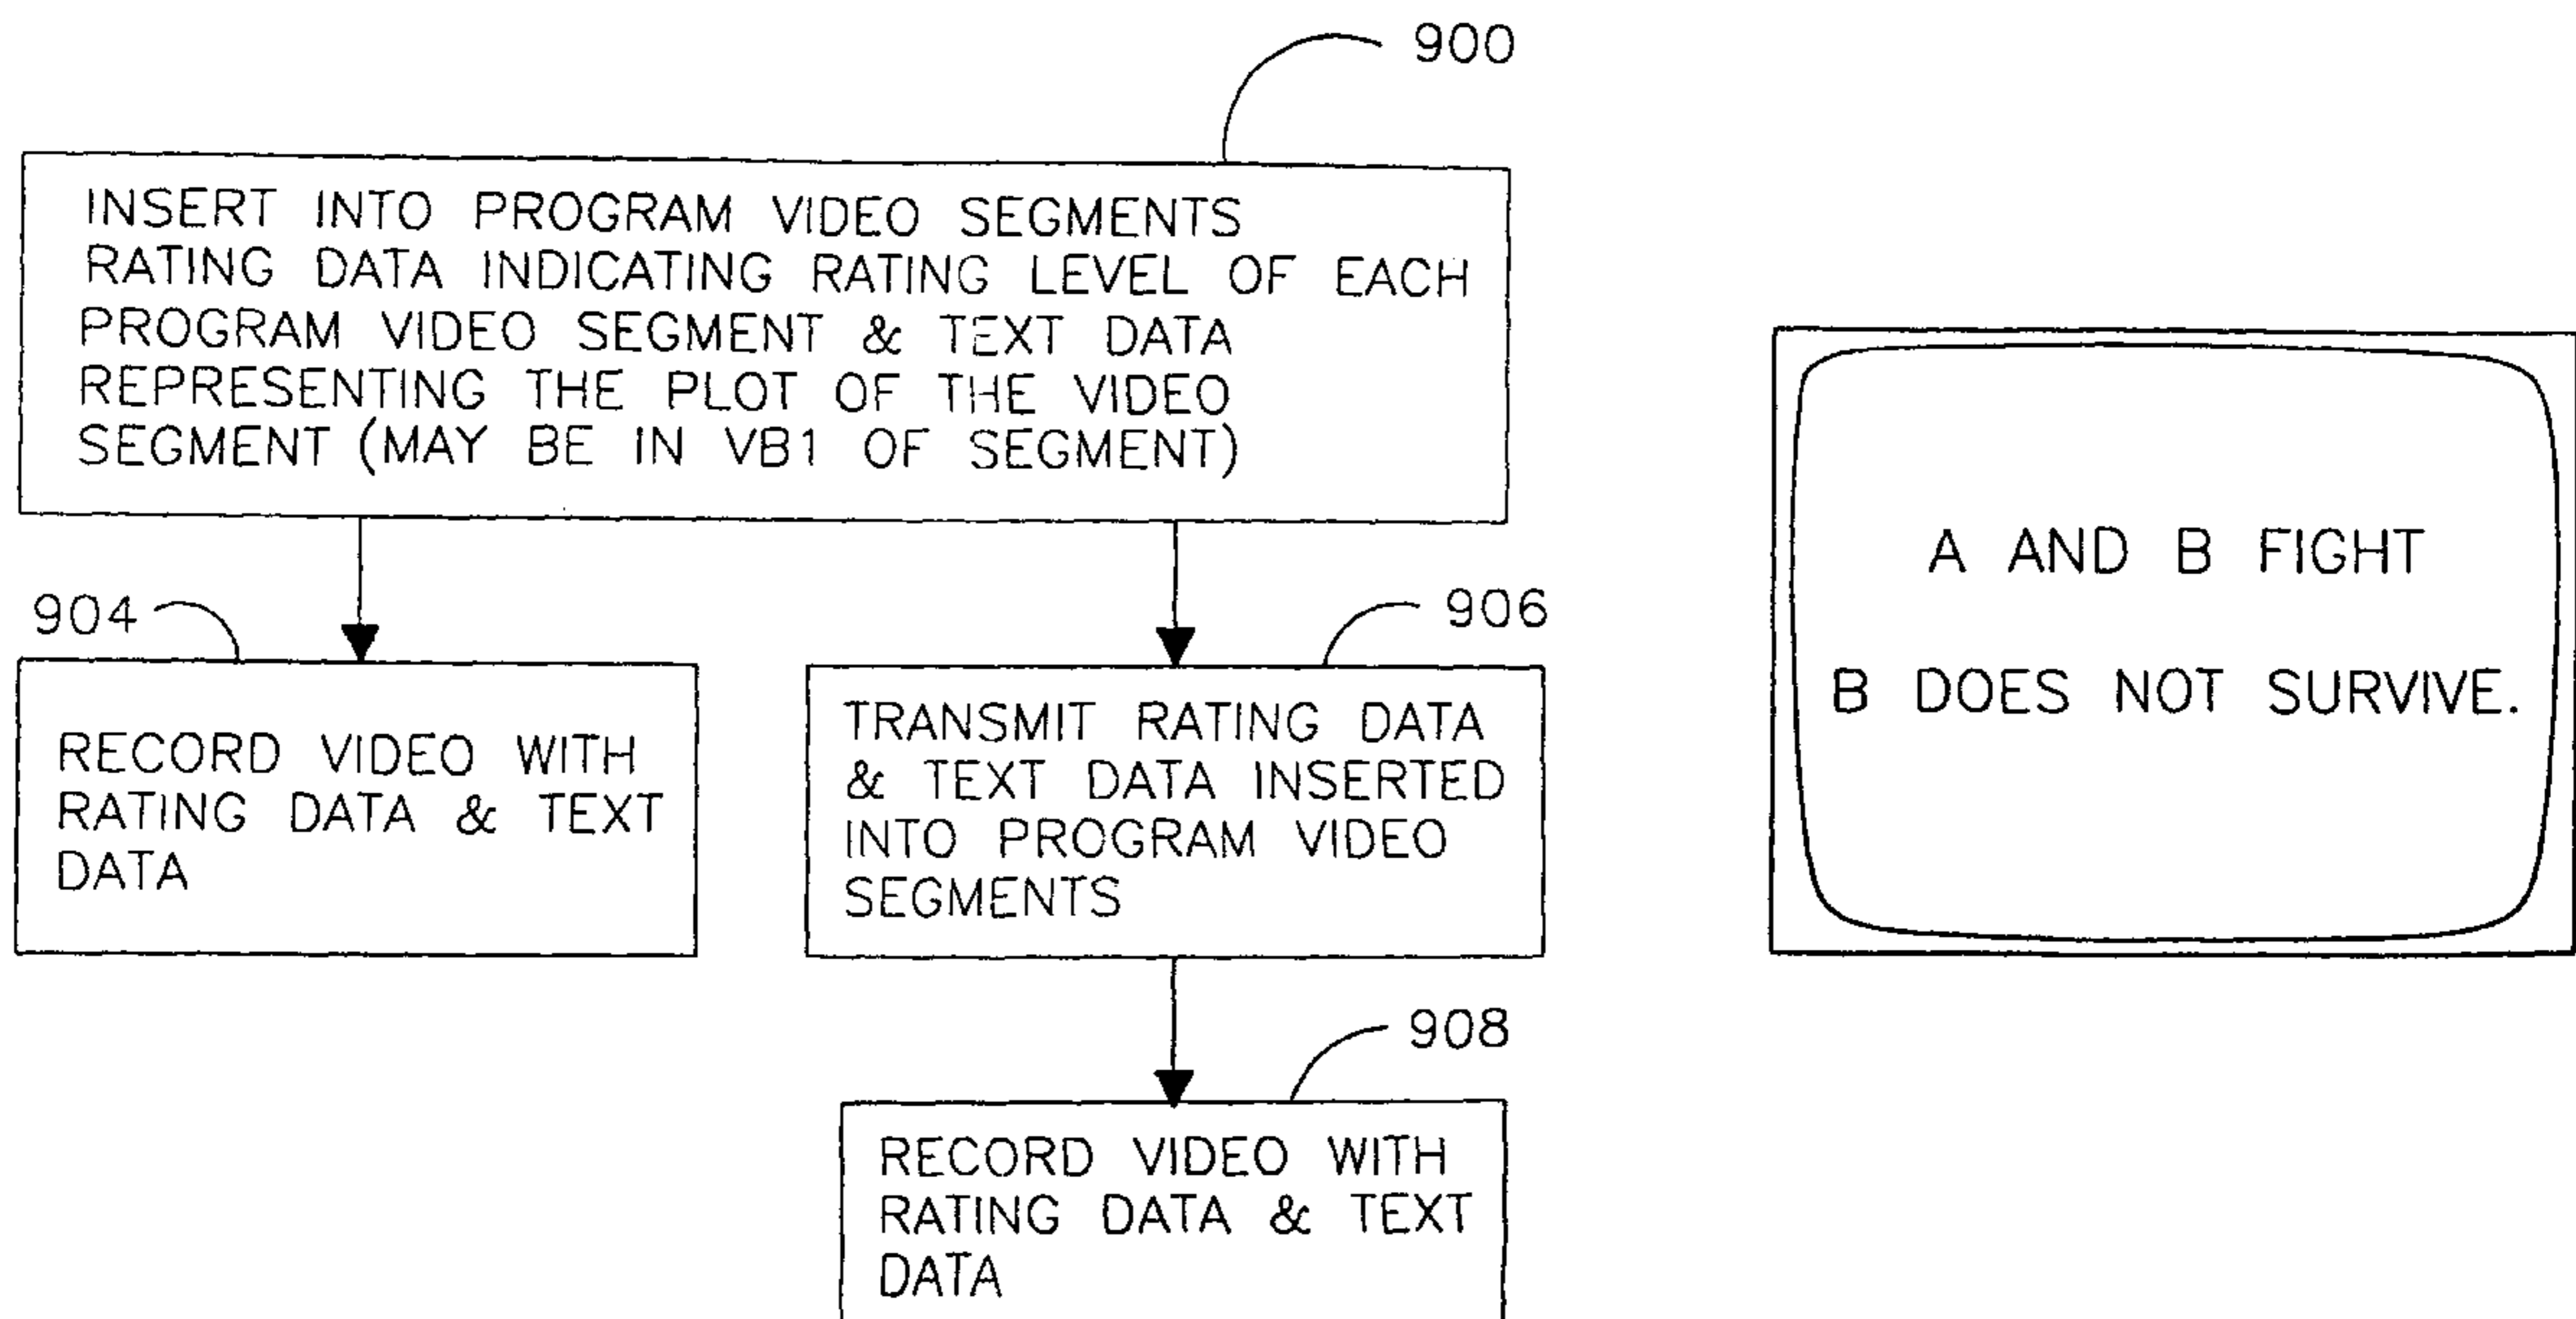 900
INSERT INTO PROGRAM VIDEO SEGMENTS
RATING DATA INDICATING RATING LEVEL OF EACH
PROGRAM VIDEO SEGMENT & TEXT DATA
REPRESENTING THE PLOT OF THE VIDEO
SEGMENT (MAY BE IN VB1 OF SEGMENT)
904
RECORD VIDEO WITH
RATING DATA & TEXT
DATA
906
TRANSMIT RATING DATA
& TEXT DATA INSERTED
INTO PROGRAM VIDEO
SEGMENTS
908
RECORD VIDEO WITH
RATING DATA & TEXT
DATA
A AND B FIGHT
B DOES NOT SURVIVE.